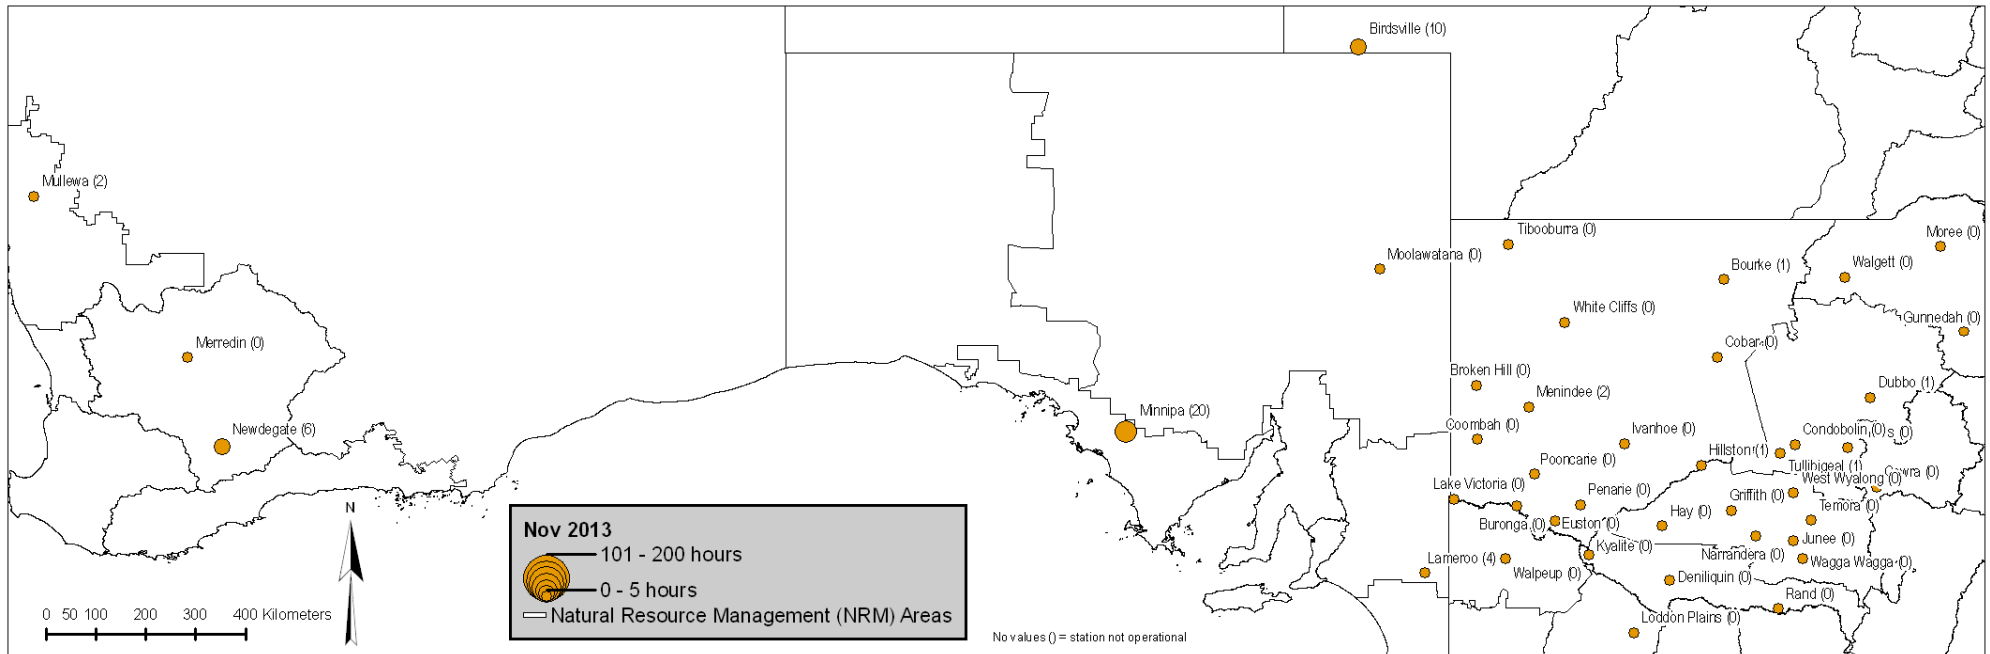 Birdsville (10)
Mullewa (2)
Tibooburra (0)
Moree (0)
Moolawatana (0)
Bourke (1)
Walgett (0)
White Cliffs (0)
Gunnedah (0)
Merredin (0)
Cobar (0)
Broken Hill (0)
Menindee (2)
Dubbo (1)
Minnipa (20)
Newdegate (6)
Coombah (0)
Ivanhoe (0)
Condobolin (0)
(0)
Hillston (1)
Pooncarie (0)
Tullibigeal (1)
West Wyalong (0)
(0)
Lake Victoria (0)
Penarie (0)
Griffith (0)
Temora (0)
Hay (0)
Buronga (0)
Euston (0)
Kyalite (0)
Junee (0)
Narrandera (0)
Lameroo (4)
Walpeup (0)
Wagga Wagga (0)
Deniliquin (0)
Rand (0)
Loddon Plains (0)
N
Nov 2013
101 - 200 hours
0 - 5 hours
Natural Resource Management (NRM) Areas
0 50 100 200 300 400 Kilometers
No values () = station not operational